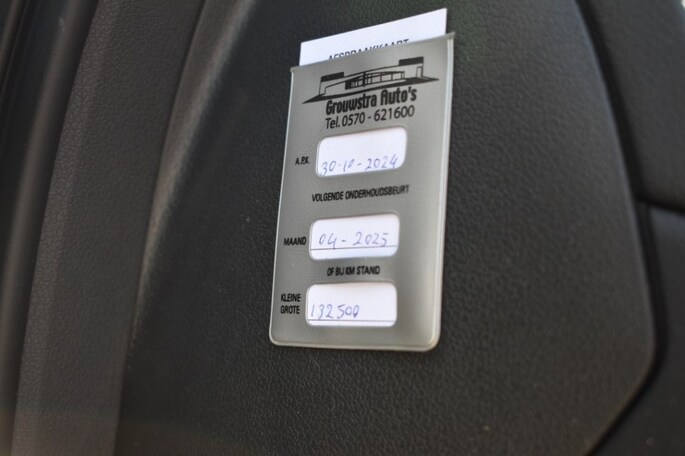 AFSPRAAKKAART
Grouwstra Auto's
Tel. 0570 - 621600
A.P.K. 30-10-2024
VOLGENDE ONDERHOUDSBEURT
MAAND 04-2025
OF BIJ KM STAND
KLEINE
GROTE 132500